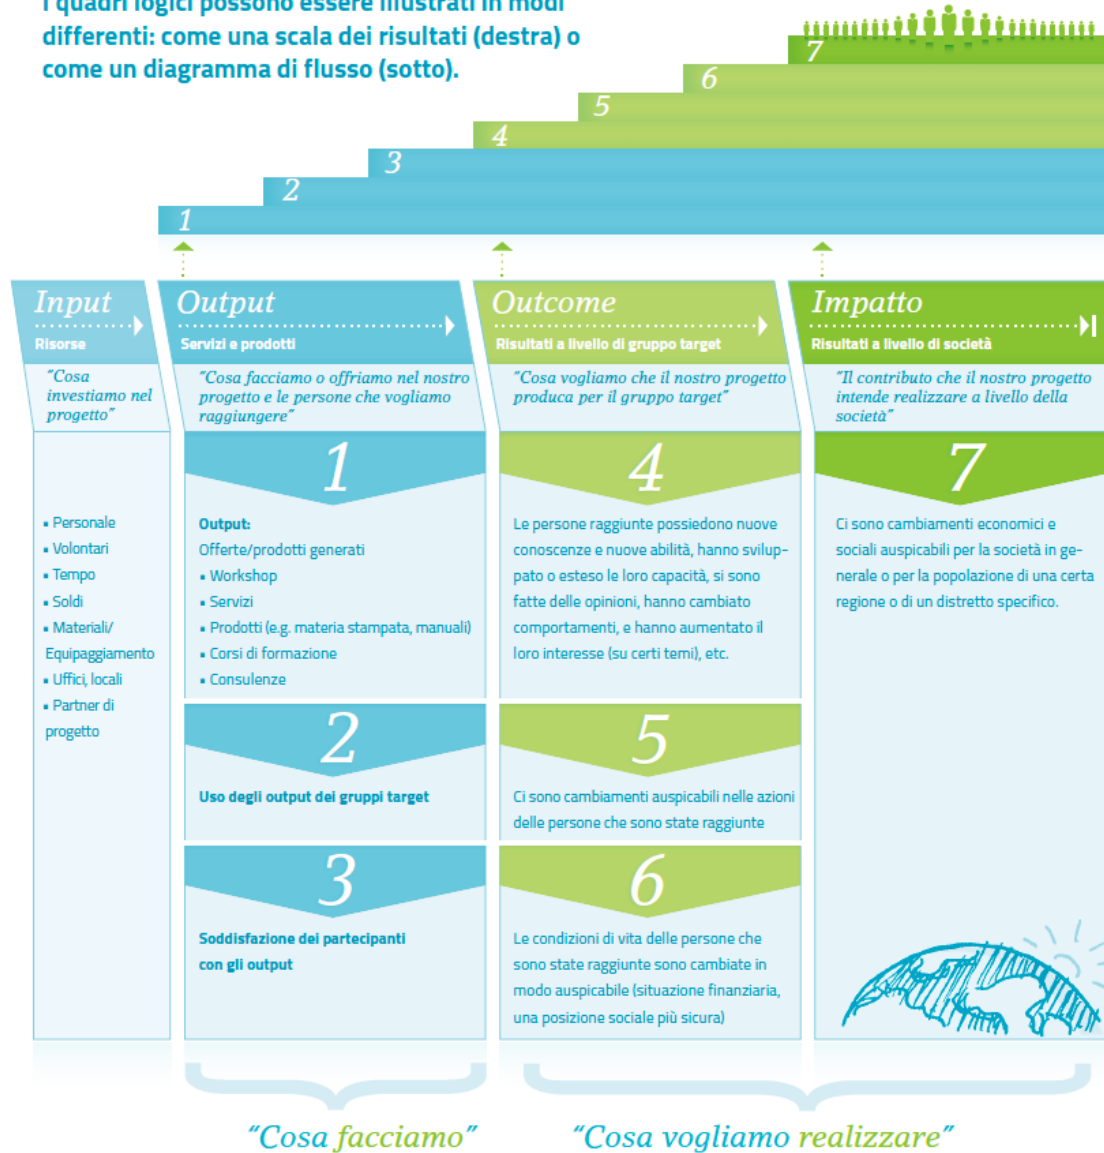 I quadri logici possono essere illustrati in modi
differenti: come una scala dei risultati (destra) o
come un diagramma di flusso (sotto).
7
6
5
4
3
2
1
Input
Risorse
"Cosa
investiamo nel
progetto"
▪ Personale
▪ Volontari
▪ Tempo
▪ Soldi
▪ Materiali/
Equipaggiamento
▪ Uffici, locali
▪ Partner di
progetto
Output
Servizi e prodotti
"Cosa facciamo o offriamo nel nostro
progetto e le persone che vogliamo
raggiungere"
1
Output:
Offerte/prodotti generati
▪ Workshop
▪ Servizi
▪ Prodotti (e.g. materia stampata, manuali)
▪ Corsi di formazione
▪ Consulenze
2
Uso degli output dei gruppi target
3
Soddisfazione dei partecipanti
con gli output
Outcome
Risultati a livello di gruppo target
"Cosa vogliamo che il nostro progetto
produca per il gruppo target"
4
Le persone raggiunte possiedono nuove
conoscenze e nuove abilità, hanno svilup-
pato o esteso le loro capacità, si sono
fatte delle opinioni, hanno cambiato
comportamenti, e hanno aumentato il
loro interesse (su certi temi), etc.
5
Ci sono cambiamenti auspicabili nelle azioni
delle persone che sono state raggiunte
6
Le condizioni di vita delle persone che
sono state raggiunte sono cambiate in
modo auspicabile (situazione finanziaria,
una posizione sociale più sicura)
Impatto
Risultati a livello di società
"Il contributo che il nostro progetto
intende realizzare a livello della
società"
7
Ci sono cambiamenti economici e
sociali auspicabili per la società in ge-
nerale o per la popolazione di una certa
regione o di un distretto specifico.
"Cosa facciamo"
"Cosa vogliamo realizzare"